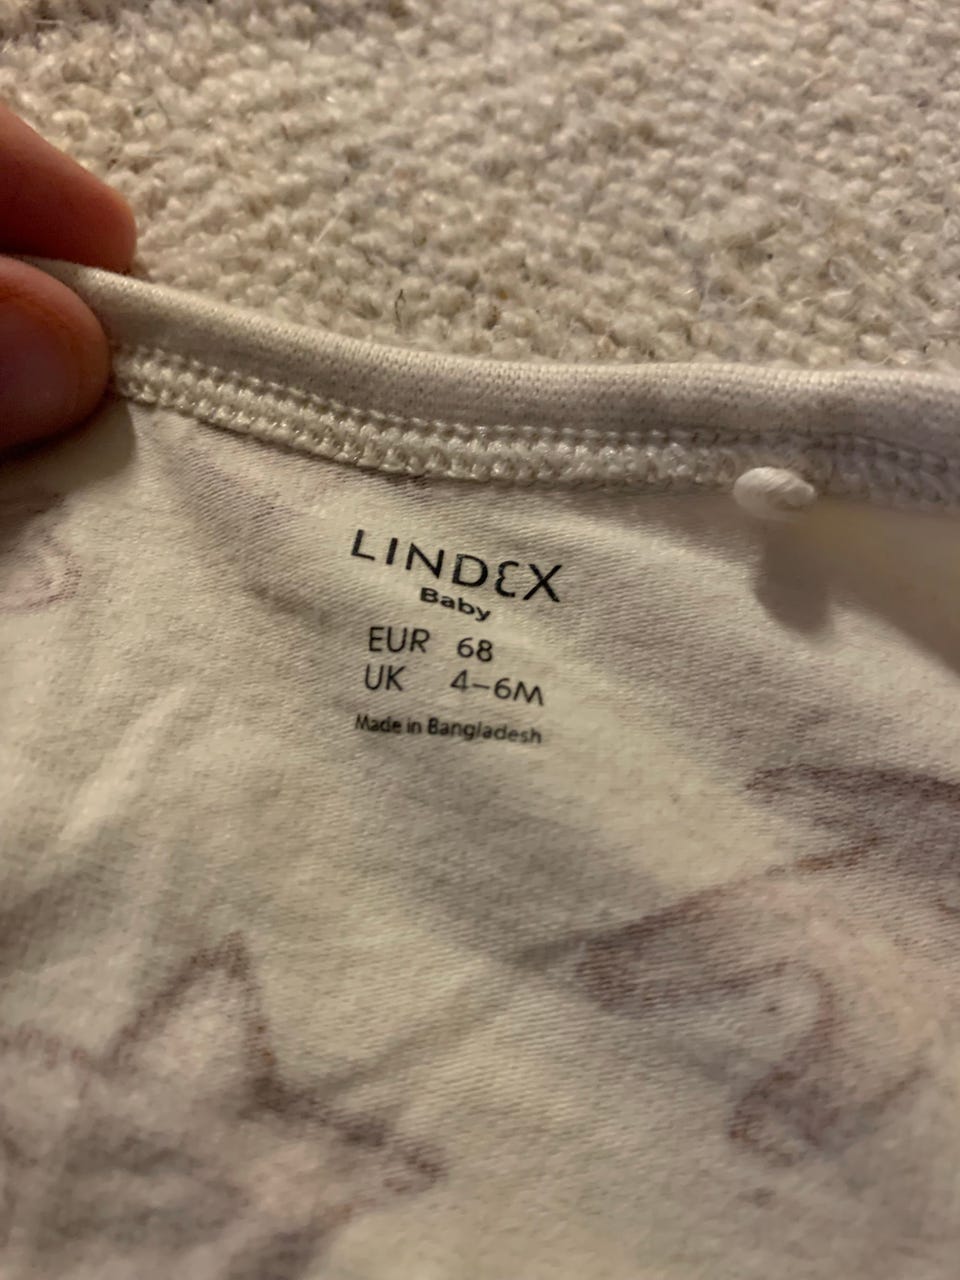 LINDEX
Baby
EUR 68
UK 4-6M
Made in Bangladesh